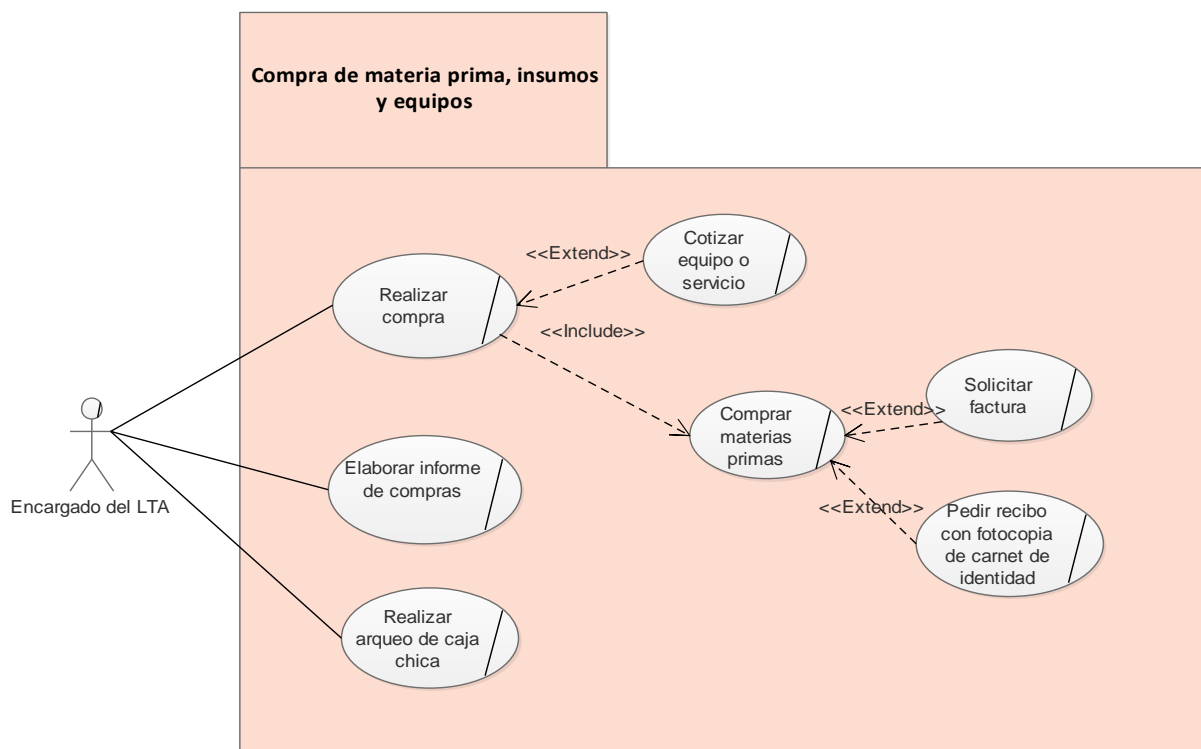 Compra de materia prima, insumos
y equipos
Cotizar
equipo o
servicio
<<Extend>>
Realizar
compra
<<Include>>
Solicitar
factura
<<Extend>>
Comprar
materias
primas
Encargado del LTA
Elaborar informe
de compras
<<Extend>>
Pedir recibo
con fotocopia
de carnet de
identidad
Realizar
arqueo de caja
chica